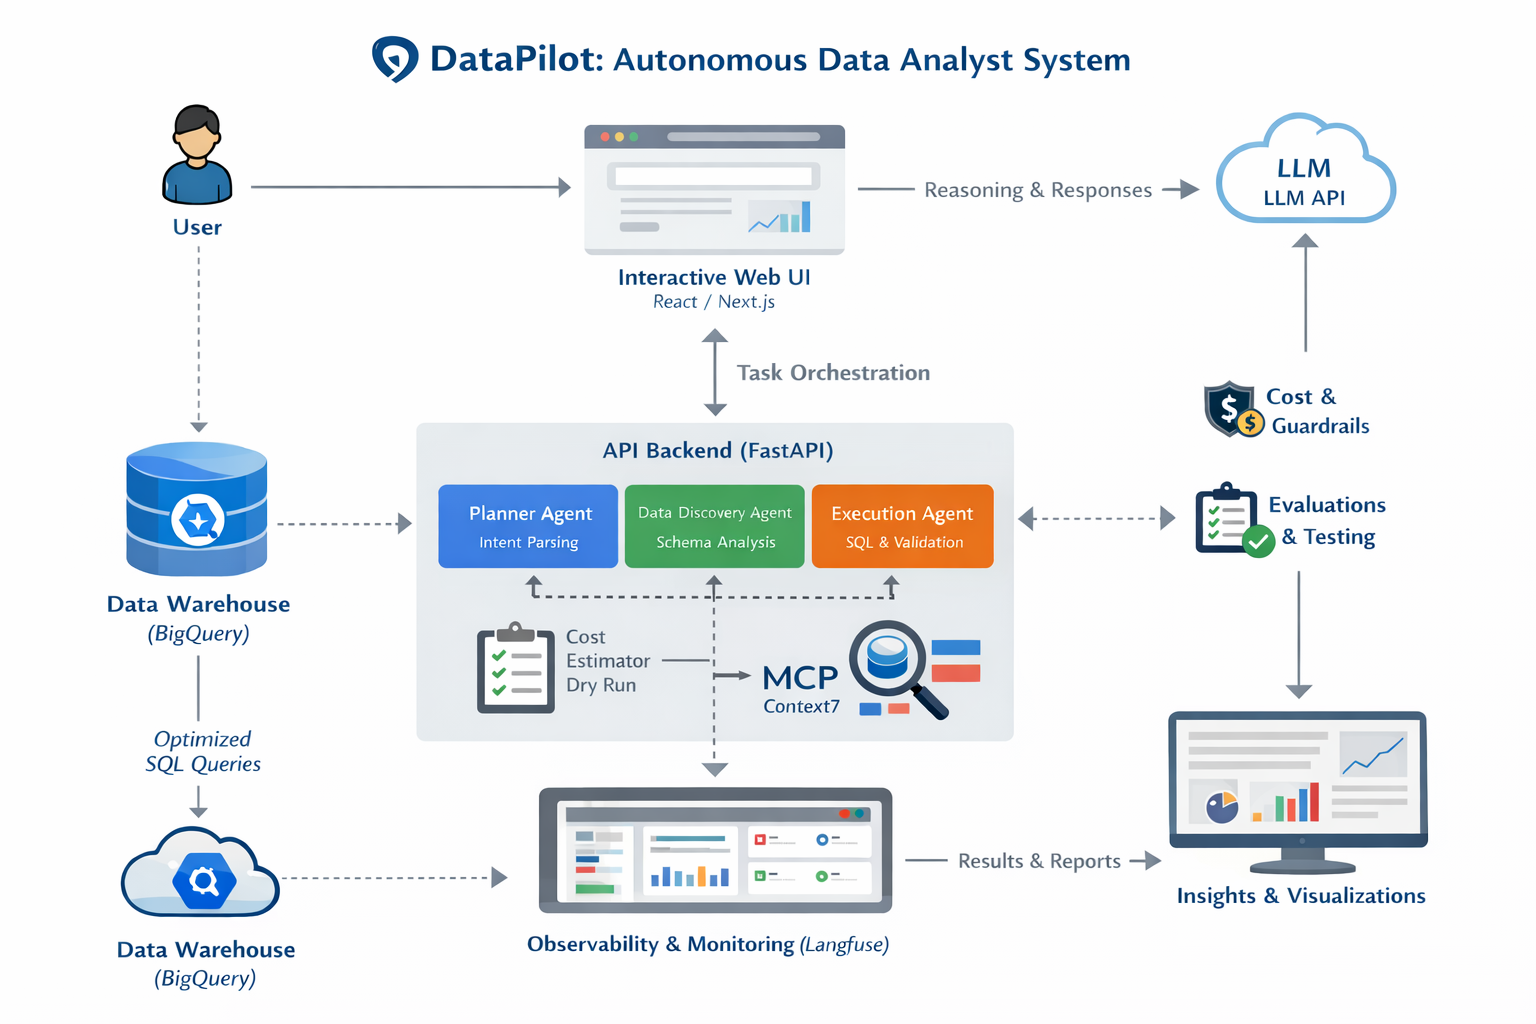 DataPilot: Autonomous Data Analyst System
User
Interactive Web UI
React / Next.js
Reasoning & Responses
LLM
LLM API
Task Orchestration
Cost &
Guardrails
API Backend (FastAPI)
Planner Agent
Intent Parsing
Data Discovery Agent
Schema Analysis
Execution Agent
SQL & Validation
Evaluations
& Testing
Data Warehouse
(BigQuery)
Cost
Estimator
Dry Run
MCP
Context7
Optimized
SQL Queries
Results & Reports
Insights & Visualizations
Data Warehouse
(BigQuery)
Observability & Monitoring (Langfuse)